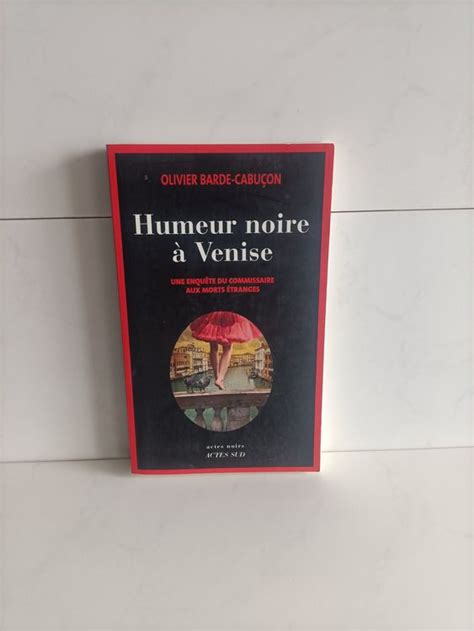 OLIVIER BARDE-CABUÇON
Humeur noire
à Venise
UNE ENQUÊTE DU COMMISSAIRE
AUX MORTS ÉTRANGES
actes noirs
ACTES SUD